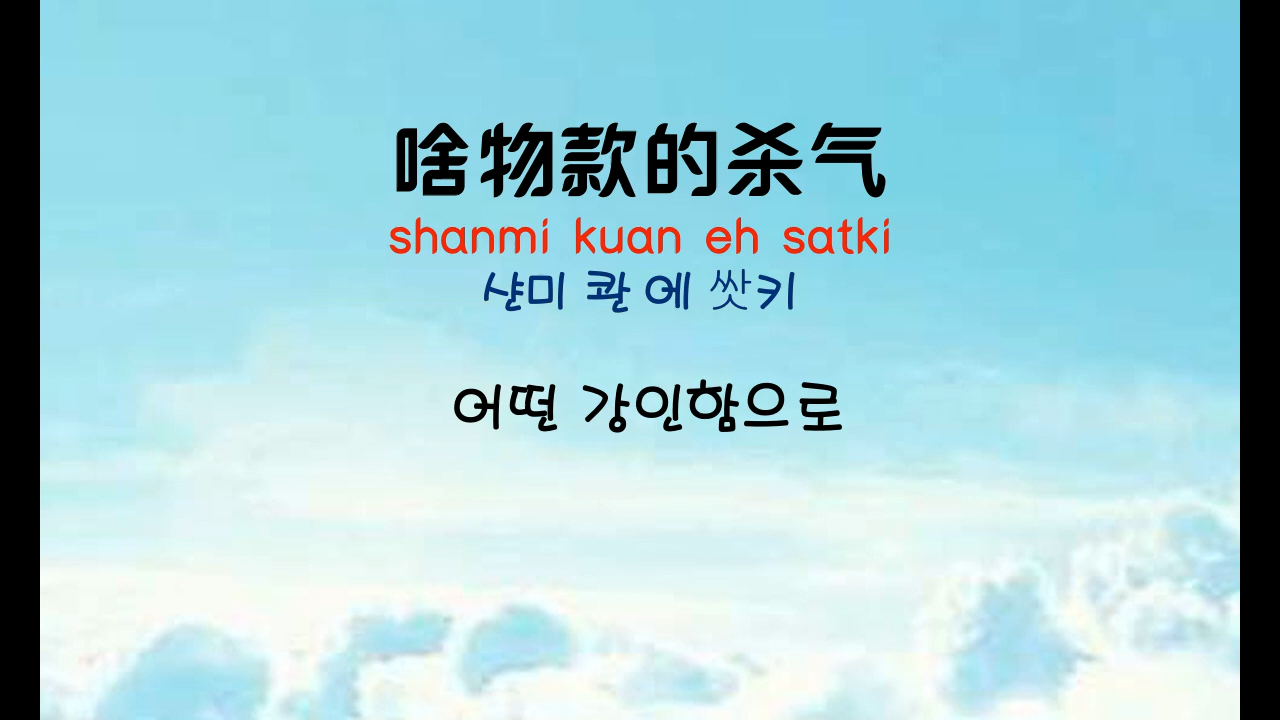 啥物款的杀气
shanmi kuan eh satki
샨미 콴 에 쌋키
어떤 강인함으로